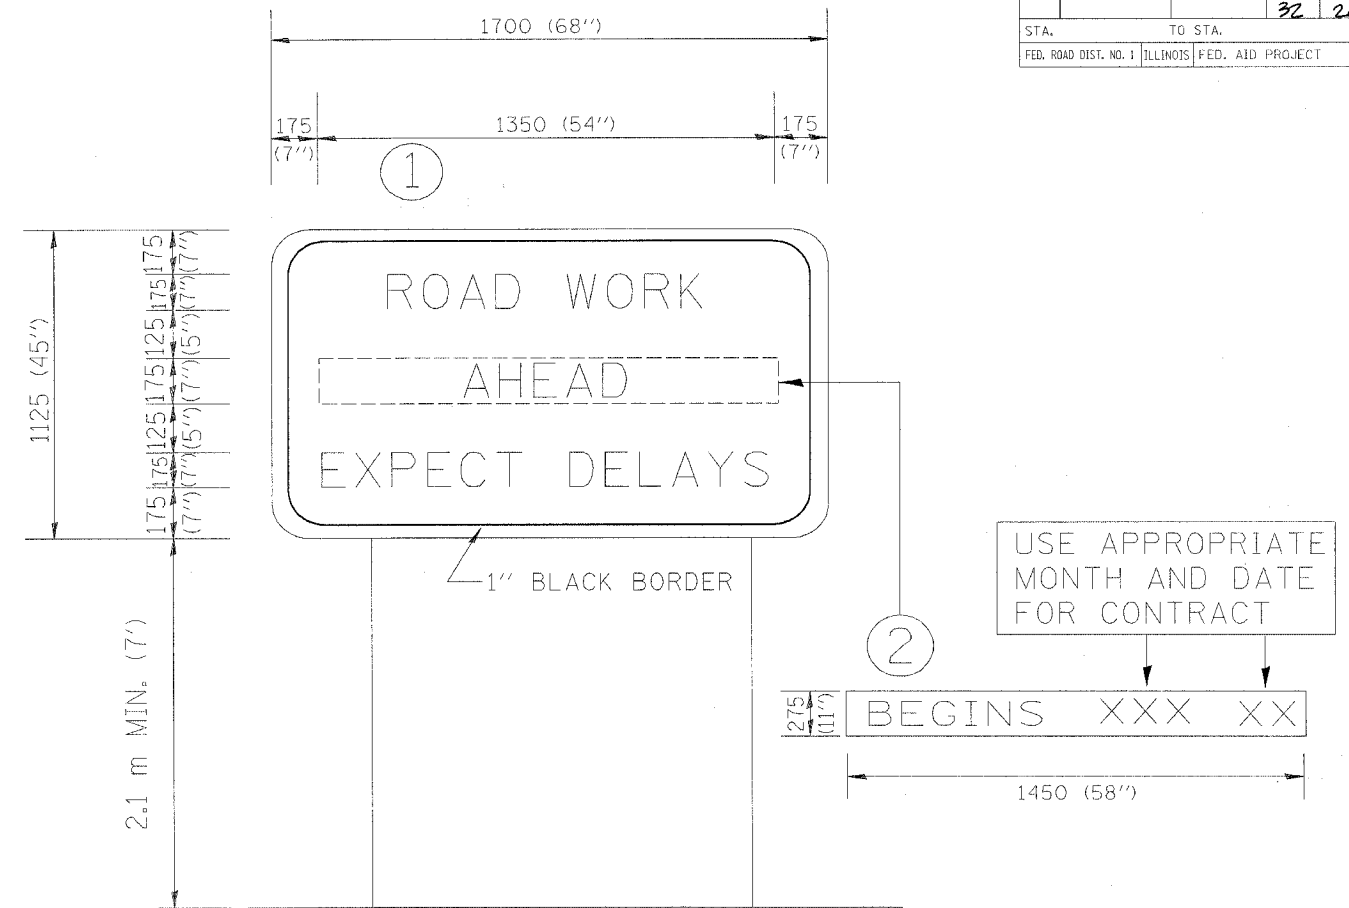 32
STA. TO STA.
FED. ROAD DIST. NO. 1 ILLINOIS FED. AID PROJECT
1700 (68'')
175 1350 (54'') 175
(7'') (7'')
1
1125 (45'')
175 (7'')
175 (7'')
125 (5'')
175 (7'')
125 (5'')
175 (7'')
175 (7'')
ROAD WORK
AHEAD
EXPECT DELAYS
1'' BLACK BORDER
2.1 m MIN. (7')
USE APPROPRIATE
MONTH AND DATE
FOR CONTRACT
2
275
(11'')
BEGINS XXX XX
1450 (58'')